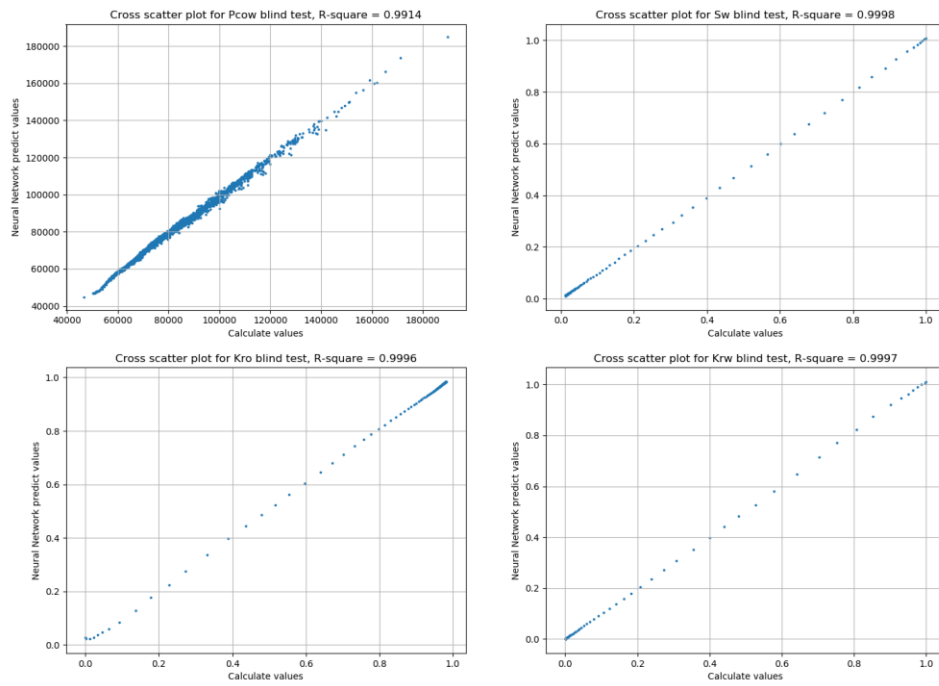 Cross scatter plot for Pcow blind test, R-square = 0.9914
Neural Network predict values
180000
160000
140000
120000
100000
80000
60000
40000
40000 60000 80000 100000 120000 140000 160000 180000
Calculate values
Cross scatter plot for Sw blind test, R-square = 0.9998
Neural Network predict values
1.0
0.8
0.6
0.4
0.2
0.0
0.0 0.2 0.4 0.6 0.8 1.0
Calculate values
Cross scatter plot for Kro blind test, R-square = 0.9996
Neural Network predict values
1.0
0.8
0.6
0.4
0.2
0.0
0.0 0.2 0.4 0.6 0.8 1.0
Calculate values
Cross scatter plot for Krw blind test, R-square = 0.9997
Neural Network predict values
1.0
0.8
0.6
0.4
0.2
0.0
0.0 0.2 0.4 0.6 0.8 1.0
Calculate values